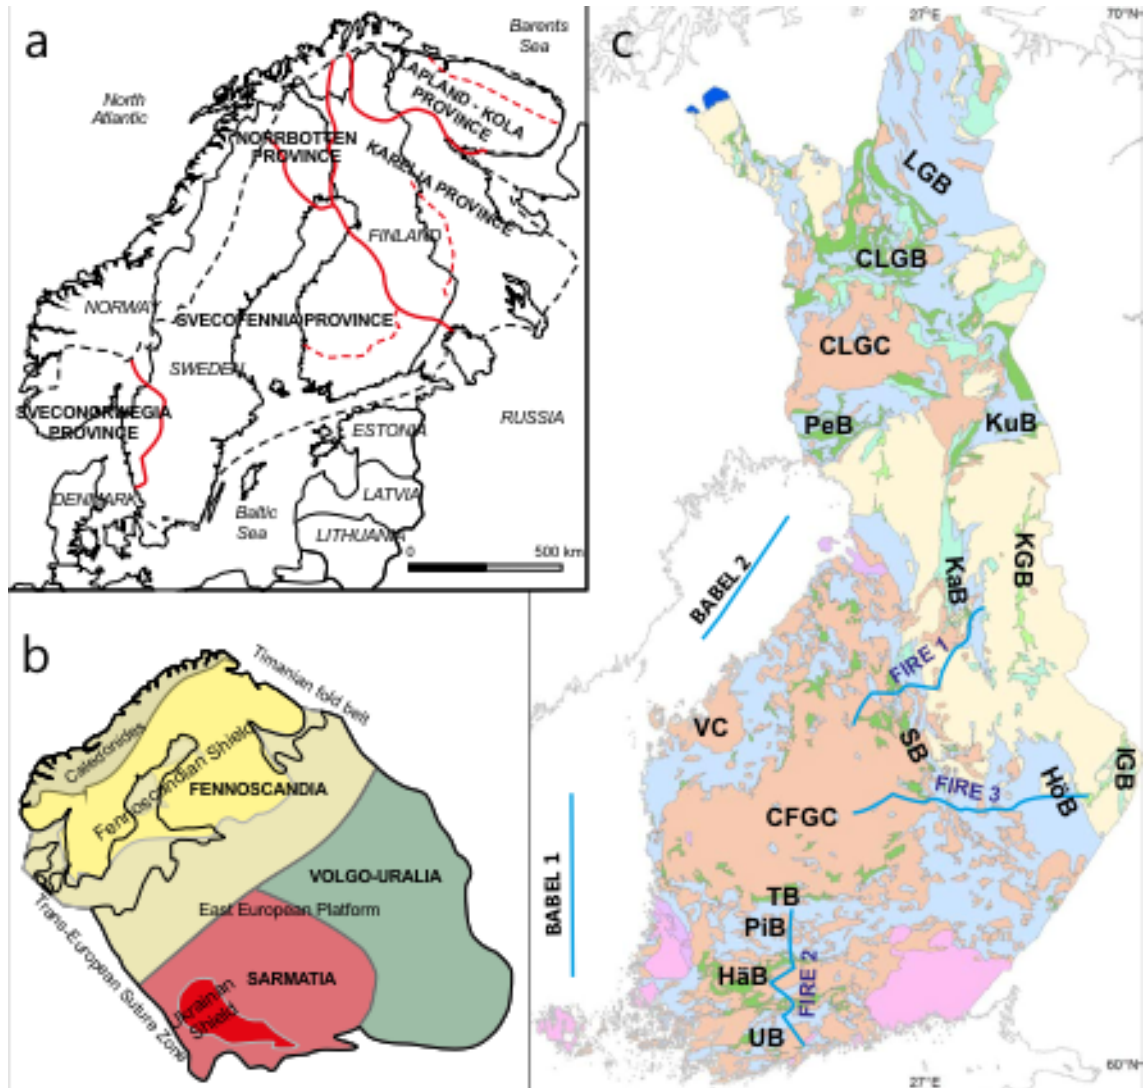 a
Barents
Sea
North
Atlantic
LAPLAND - KOLA
PROVINCE
NORRBOTTEN
PROVINCE
KARELIA PROVINCE
FINLAND
NORWAY
SVECOFENNIA PROVINCE
SWEDEN
SVECONORWEGIA
PROVINCE
RUSSIA
ESTONIA
DENMARK
Baltic
Sea
LATVIA
LITHUANIA
0
500 km
b
Timanian fold belt
Caledonides
Fennoscandian Shield
FENNOSCANDIA
VOLGO-URALIA
East European Platform
SARMATIA
Ukrainian
Shield
Trans-European Sutura Zone
c
27°E
70°N
LGB
CLGB
CLGC
PeB
KuB
KaB
KGB
BABEL 2
FIRE 1
VC
SB
IGB
HöB
FIRE 3
CFGC
BABEL 1
TB
PiB
HäB
FIRE 2
UB
27°E
60°N